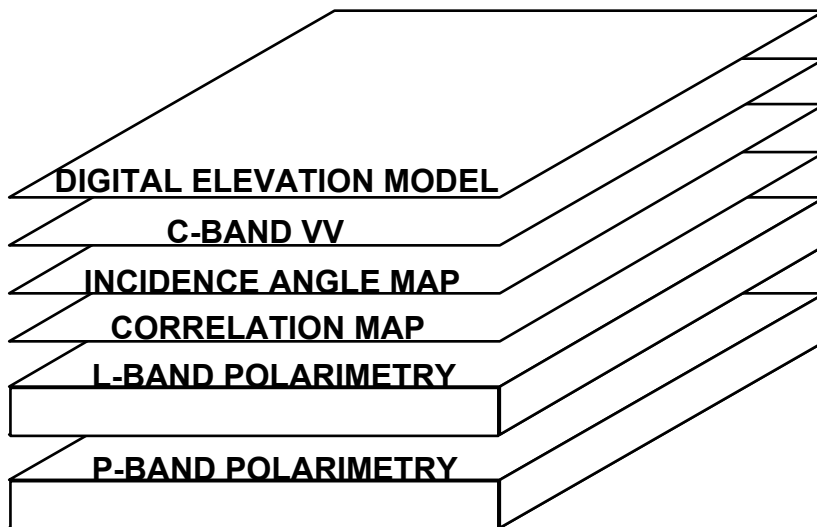 DIGITAL ELEVATION MODEL
C-BAND VV
INCIDENCE ANGLE MAP
CORRELATION MAP
L-BAND POLARIMETRY
P-BAND POLARIMETRY